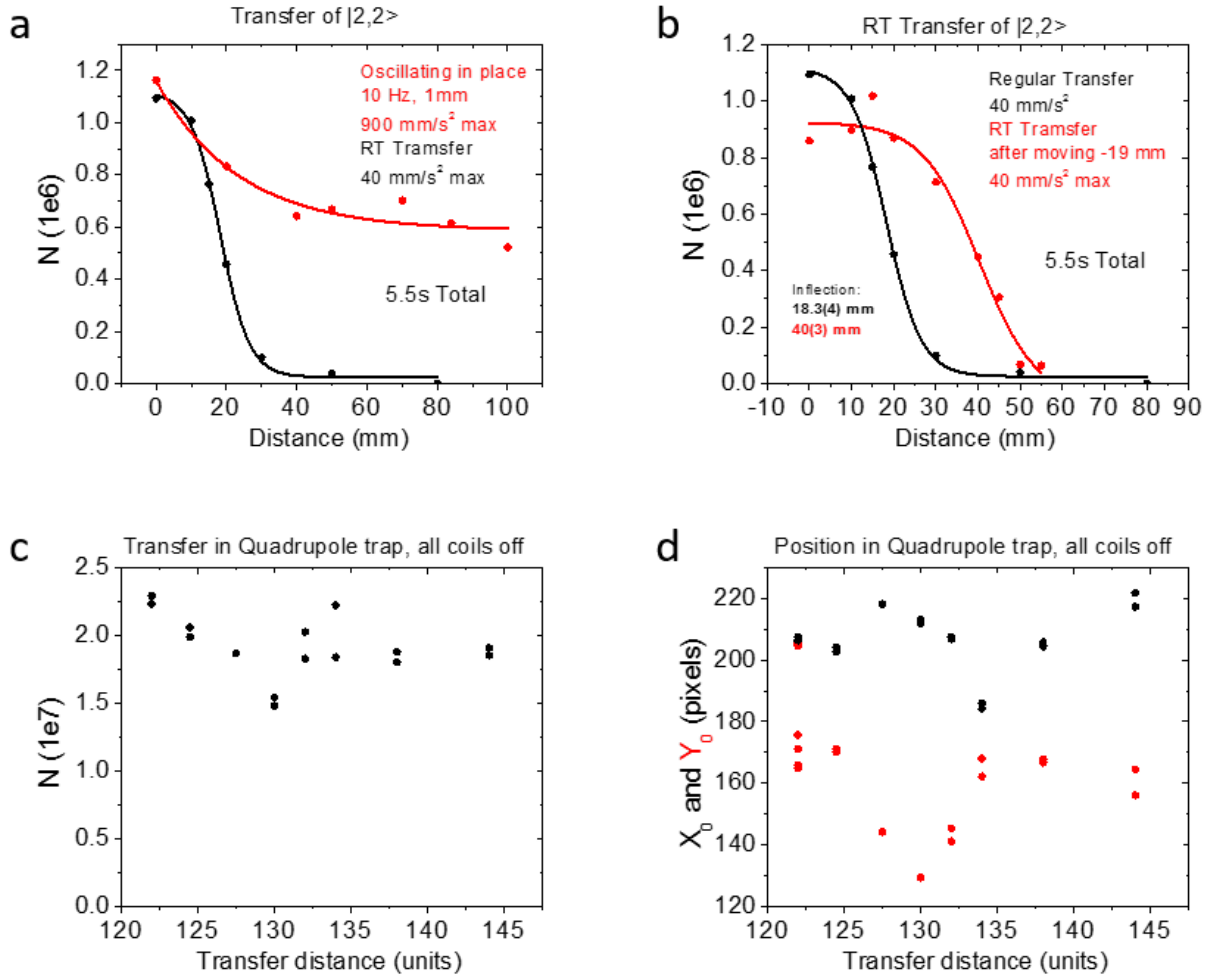 a
Transfer of |2,2>
N (1e6)
1.2
1.0
0.8
0.6
0.4
0.2
0.0
Oscillating in place
10 Hz, 1mm
900 mm/s² max
RT Transfer
40 mm/s² max
5.5s Total
0 20 40 60 80 100
Distance (mm)
b
RT Transfer of |2,2>
N (1e6)
1.2
1.0
0.8
0.6
0.4
0.2
0.0
Regular Transfer
40 mm/s²
RT Transfer
after moving -19 mm
40 mm/s² max
5.5s Total
Inflection:
18.3(4) mm
40(3) mm
-10 0 10 20 30 40 50 60 70 80 90
Distance (mm)
c
Transfer in Quadrupole trap, all coils off
N (1e7)
2.5
2.0
1.5
1.0
0.5
0.0
120 125 130 135 140 145
Transfer distance (units)
d
Position in Quadrupole trap, all coils off
X₀ and Y₀ (pixels)
220
200
180
160
140
120
120 125 130 135 140 145
Transfer distance (units)